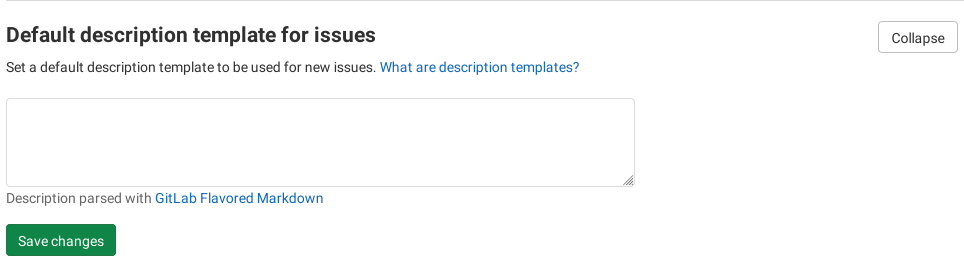 Default description template for issues
Collapse
Set a default description template to be used for new issues. What are description templates?
Description parsed with GitLab Flavored Markdown
Save changes